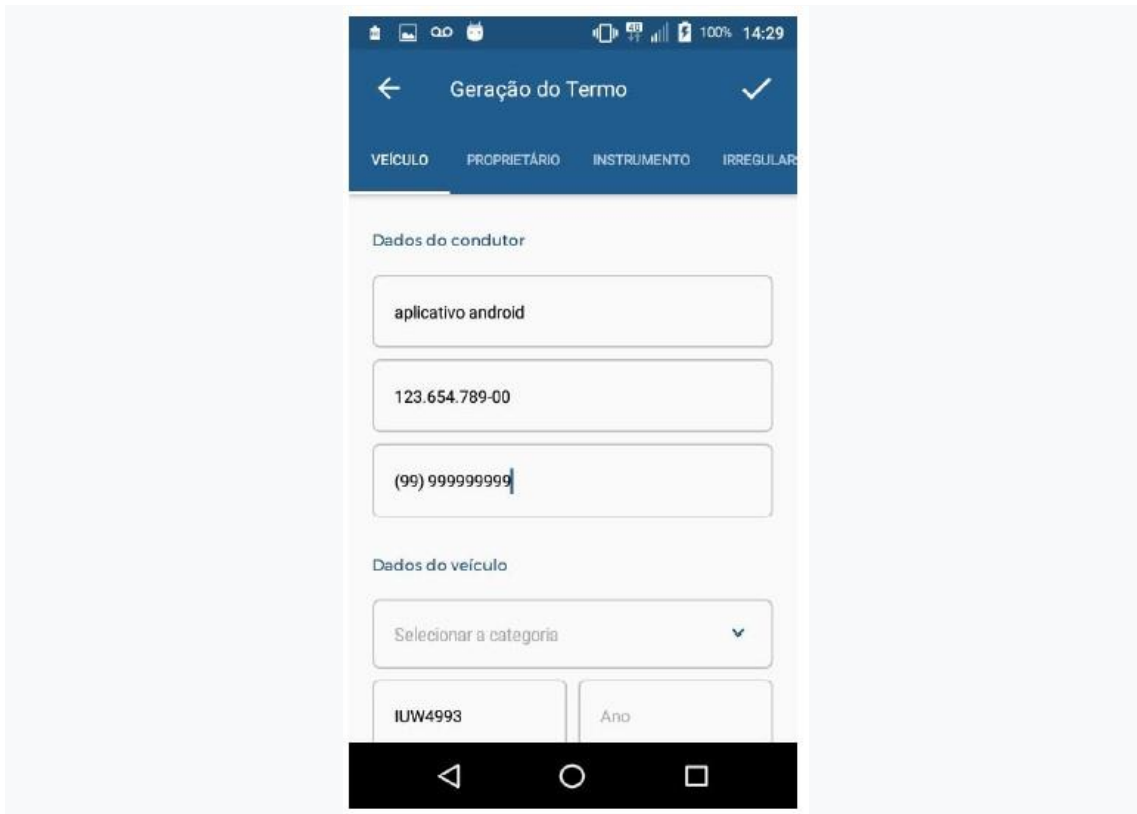 100% 14:29
Geração do Termo
VEÍCULO PROPRIETÁRIO INSTRUMENTO IRREGULAR
Dados do condutor
aplicativo android
123.654.789-00
(99) 999999999
Dados do veículo
Selecionar a categoria
IUW4993 Ano